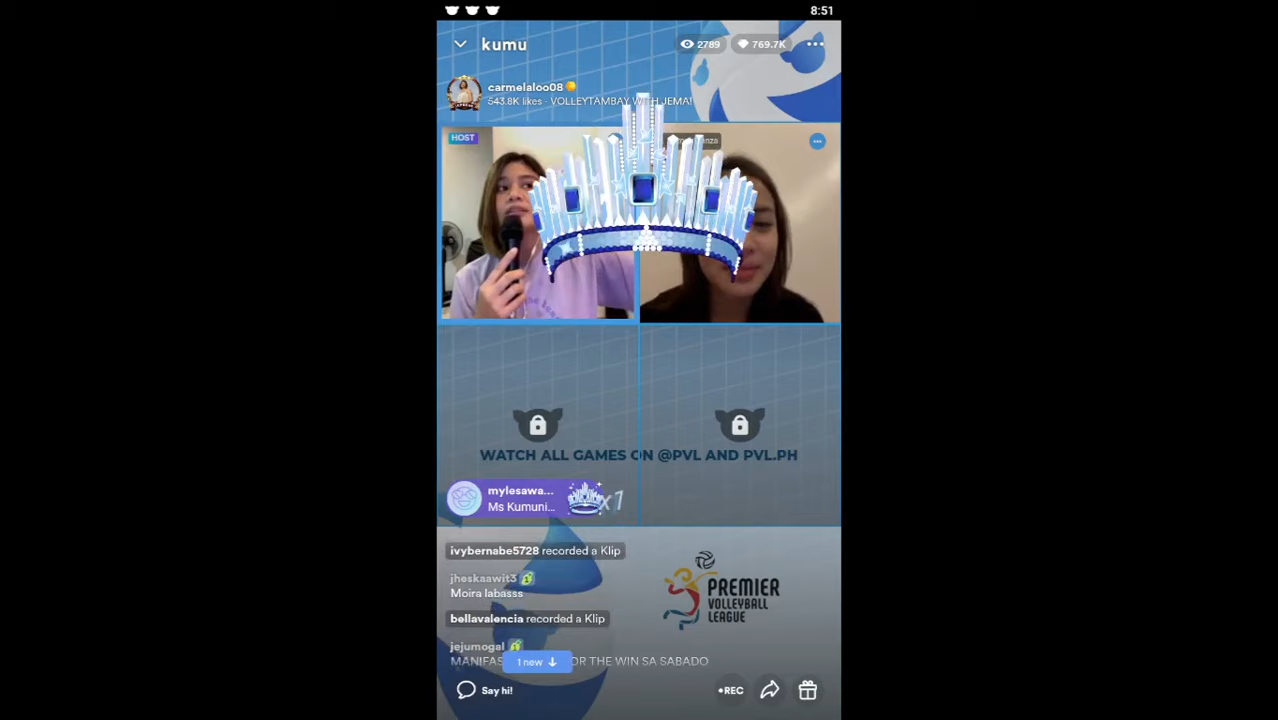 8:51
kumu
2789
769.7K
carmelaloo08
543.8K likes · VOLLEYTAMBAY WITH JEMA!
HOST
WATCH ALL GAMES ON @PVL AND PVL.PH
mylesawa...
Ms Kumuni...
x1
ivybernabe5728 recorded a Klip
jheskaawit3
Moira labasss
bellavalencia recorded a Klip
PREMIER
VOLLEYBALL
LEAGUE
jejumogal
OR THE WIN SA SABADO
1 new
Say hi!
•REC